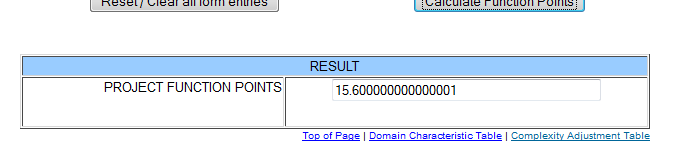 Reset / Clear all form entries Calculate Function Points
RESULT
PROJECT FUNCTION POINTS 15.600000000000001
Top of Page | Domain Characteristic Table | Complexity Adjustment Table